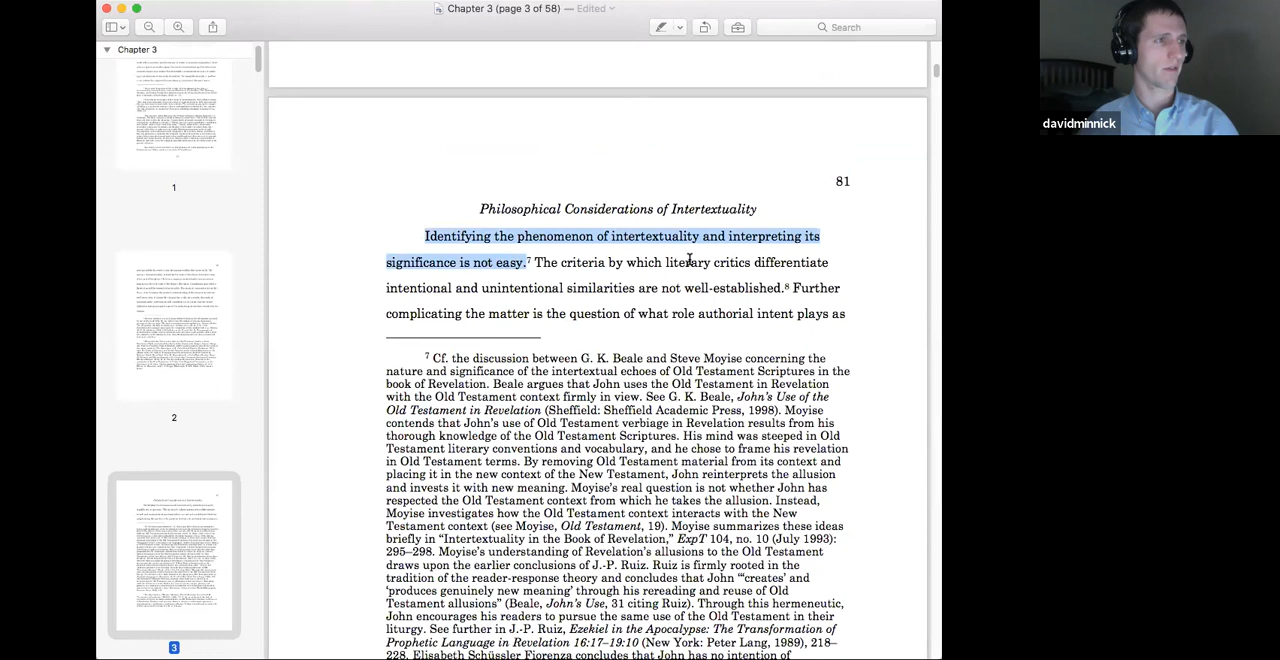 Chapter 3 (page 3 of 58) — Edited
Search
Chapter 3
1
2
3
davidminnick
81
Philosophical Considerations of Intertextuality
Identifying the phenomenon of intertextuality and interpreting its
significance is not easy.7 The criteria by which literary critics differentiate
intentional and unintentional similarities are not well-established.8 Further
complicating the matter is the question of what role authorial intent plays as
7 Cf. the discussion between G. K. Beale and Steve Moyise concerning the
nature and significance of the intertextual echoes of Old Testament Scriptures in the
book of Revelation. Beale argues that John uses the Old Testament in Revelation
with the Old Testament context firmly in view. See G. K. Beale, John's Use of the
Old Testament in Revelation (Sheffield: Sheffield Academic Press, 1998). Moyise
contends that John's use of Old Testament verbiage in Revelation results from his
thorough knowledge of the Old Testament Scriptures. His mind was steeped in Old
Testament literary conventions and vocabulary, and he chose to frame his revelation
in Old Testament terms. By removing Old Testament material from its context and
placing it in the new context of the New Testament, John reinterprets the allusion
and invests it with new meaning. Moyise's real question is not whether John has
respected the Old Testament context from which he takes the allusion. Instead,
Moyise investigates how the Old Testament context interacts with the New
Testament context (Moyise, Old Testament, 19). Moyise summarizes these ideas
briefly in "Intertextuality and Revelation," ExpT 104, no. 10 (July 1998):
295–298. This understanding of Revelation's allusions to the Old Testament
draws on the earlier conclusions of J.-P. Ruiz. Ruiz is firmly rooted in the
reader-response hermeneutic and concludes that John "'creates' and
'produces' entirely new meanings through his reading and reuse of Old
Testament allusions" (Beale, John's Use, 31 citing Ruiz). Through this hermeneutic,
John encourages his readers to pursue the same use of the Old Testament in their
liturgy. See further in J.-P. Ruiz, Ezekiel in the Apocalypse: The Transformation of
Prophetic Language in Revelation 16:17–19:10 (New York: Peter Lang, 1989), 218–
228. Elisabeth Schüssler Fiorenza concludes that John has no intention of